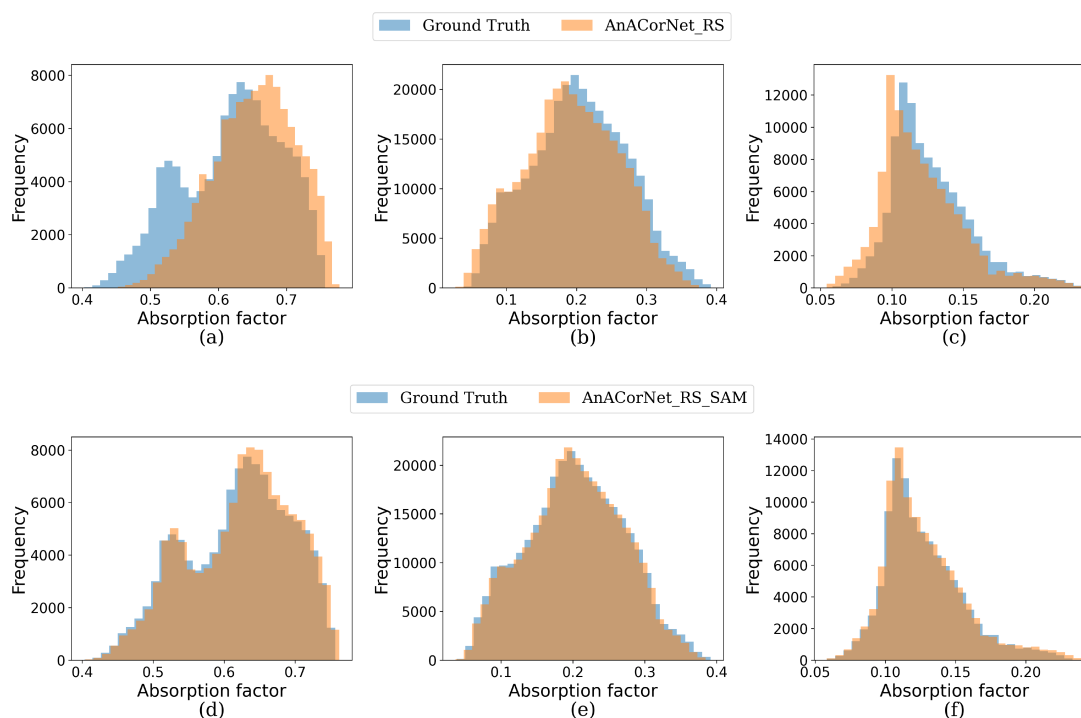 Ground Truth AnACorNet_RS
8000
6000
4000
2000
0
Frequency
0.4 0.5 0.6 0.7
Absorption factor
(a)
20000
15000
10000
5000
0
Frequency
0.1 0.2 0.3 0.4
Absorption factor
(b)
12000
10000
8000
6000
4000
2000
0
Frequency
0.05 0.10 0.15 0.20
Absorption factor
(c)
Ground Truth AnACorNet_RS_SAM
8000
6000
4000
2000
0
Frequency
0.4 0.5 0.6 0.7
Absorption factor
(d)
20000
15000
10000
5000
0
Frequency
0.1 0.2 0.3 0.4
Absorption factor
(e)
14000
12000
10000
8000
6000
4000
2000
0
Frequency
0.05 0.10 0.15 0.20
Absorption factor
(f)